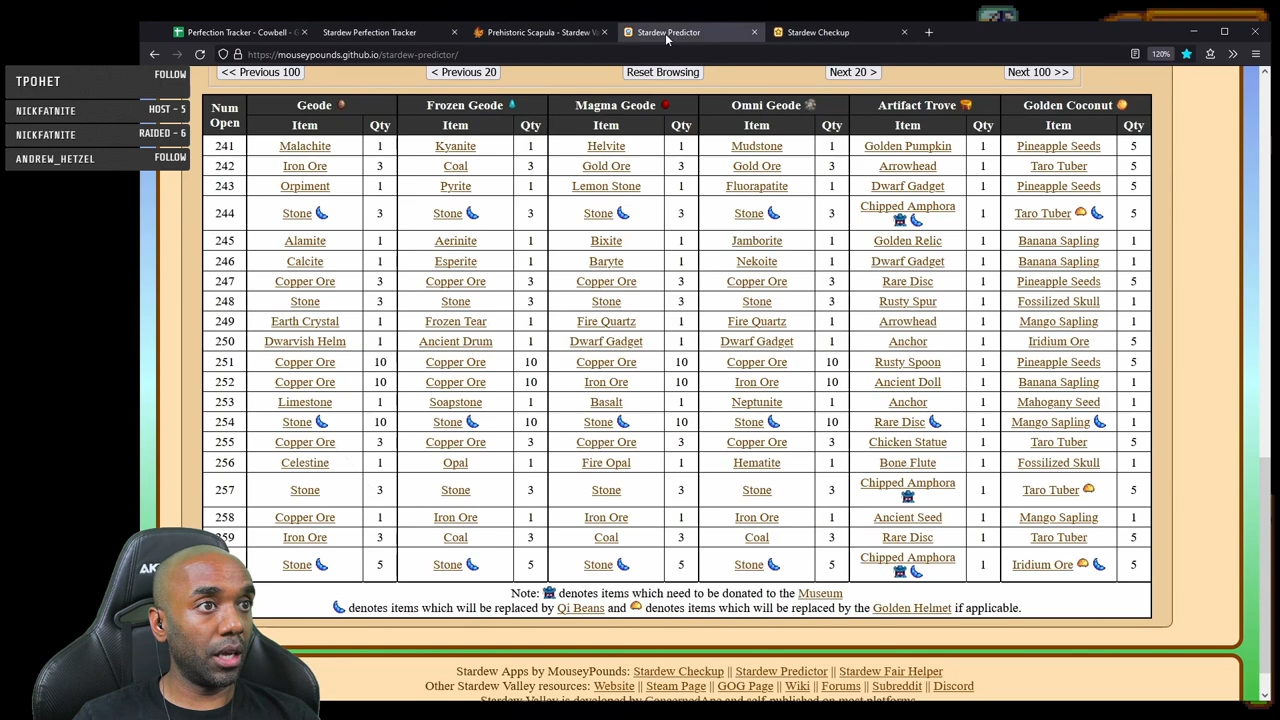 Perfection Tracker - Cowbell - G
Stardew Perfection Tracker
Prehistoric Scapula - Stardew V
Stardew Predictor
Stardew Checkup
https://mouseypounds.github.io/stardew-predictor/
120%
TPOHET FOLLOW
NICKFATNITE HOST - 5
NICKFATNITE RAIDED - 6
ANDREW_HETZEL FOLLOW
<< Previous 100 < Previous 20 Reset Browsing Next 20 > Next 100 >>
Num Open Geode Frozen Geode Magma Geode Omni Geode Artifact Trove Golden Coconut
Item Qty Item Qty Item Qty Item Qty Item Qty Item Qty
241 Malachite 1 Kyanite 1 Helvite 1 Mudstone 1 Golden Pumpkin 1 Pineapple Seeds 5
242 Iron Ore 3 Coal 3 Gold Ore 3 Gold Ore 3 Arrowhead 1 Taro Tuber 5
243 Orpiment 1 Pyrite 1 Lemon Stone 1 Fluorapatite 1 Dwarf Gadget 1 Pineapple Seeds 5
244 Stone 3 Stone 3 Stone 3 Stone 3 Chipped Amphora 1 Taro Tuber 5
245 Alamite 1 Aerinite 1 Bixite 1 Jamborite 1 Golden Relic 1 Banana Sapling 1
246 Calcite 1 Esperite 1 Baryte 1 Nekoite 1 Dwarf Gadget 1 Banana Sapling 1
247 Copper Ore 3 Copper Ore 3 Copper Ore 3 Copper Ore 3 Rare Disc 1 Pineapple Seeds 5
248 Stone 3 Stone 3 Stone 3 Stone 3 Rusty Spur 1 Fossilized Skull 1
249 Earth Crystal 1 Frozen Tear 1 Fire Quartz 1 Fire Quartz 1 Arrowhead 1 Mango Sapling 1
250 Dwarvish Helm 1 Ancient Drum 1 Dwarf Gadget 1 Dwarf Gadget 1 Anchor 1 Iridium Ore 5
251 Copper Ore 10 Copper Ore 10 Copper Ore 10 Copper Ore 10 Rusty Spoon 1 Pineapple Seeds 5
252 Copper Ore 10 Copper Ore 10 Iron Ore 10 Iron Ore 10 Ancient Doll 1 Banana Sapling 1
253 Limestone 1 Soapstone 1 Basalt 1 Neptunite 1 Anchor 1 Mahogany Seed 1
254 Stone 10 Stone 10 Stone 10 Stone 10 Rare Disc 1 Mango Sapling 1
255 Copper Ore 3 Copper Ore 3 Copper Ore 3 Copper Ore 3 Chicken Statue 1 Taro Tuber 5
256 Celestine 1 Opal 1 Fire Opal 1 Hematite 1 Bone Flute 1 Fossilized Skull 1
257 Stone 3 Stone 3 Stone 3 Stone 3 Chipped Amphora 1 Taro Tuber 5
258 Copper Ore 1 Iron Ore 1 Iron Ore 1 Iron Ore 1 Ancient Seed 1 Mango Sapling 1
259 Iron Ore 3 Coal 3 Coal 3 Coal 3 Rare Disc 1 Taro Tuber 5
Stone 5 Stone 5 Stone 5 Stone 5 Chipped Amphora 1 Iridium Ore 5
Note: denotes items which need to be donated to the Museum
denotes items which will be replaced by Qi Beans and denotes items which will be replaced by the Golden Helmet if applicable.
Stardew Apps by MouseyPounds: Stardew Checkup || Stardew Predictor || Stardew Fair Helper
Other Stardew Valley resources: Website || Steam Page || GOG Page || Wiki || Forums || Subreddit || Discord
Stardew Valley is developed by ConcernedApe and self-published on most platforms